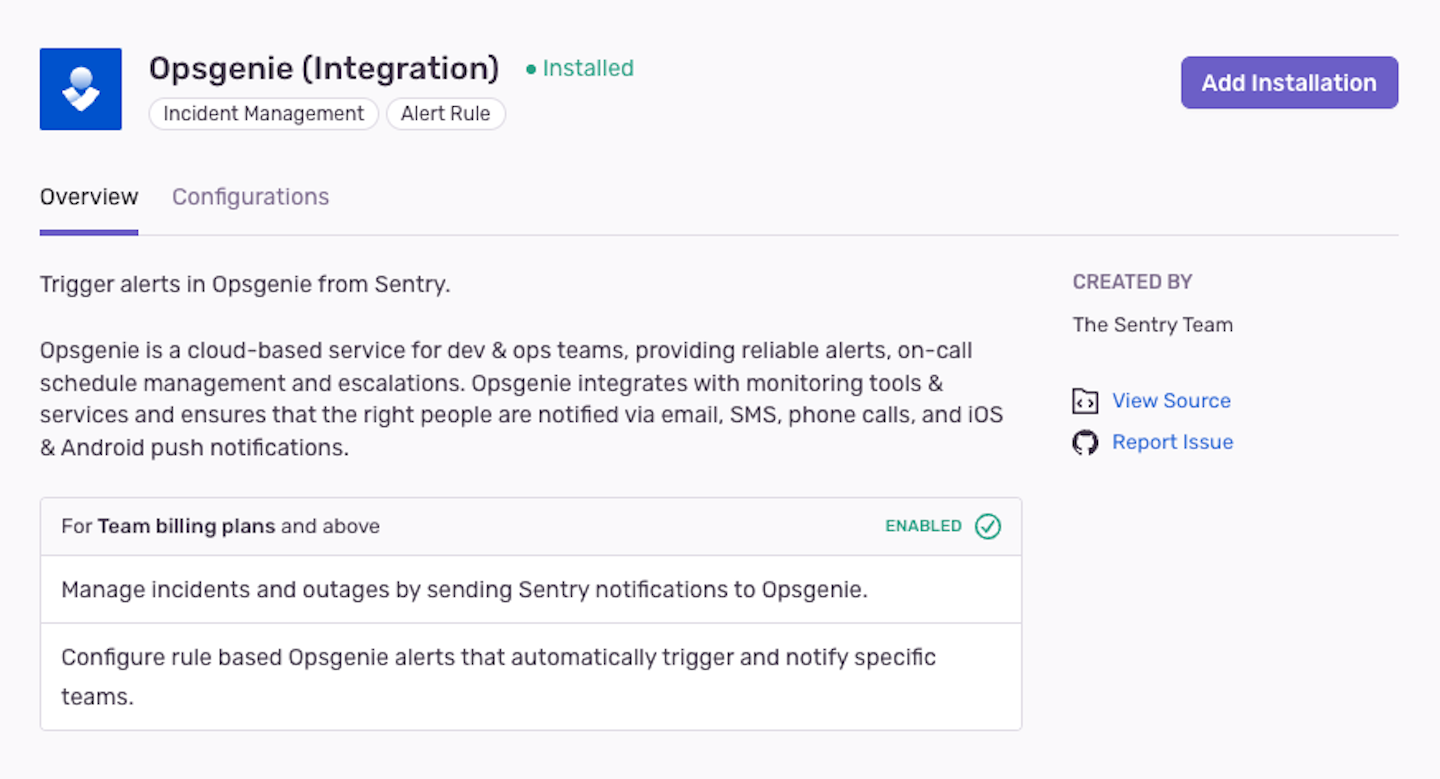 Opsgenie (Integration)
Installed
Incident Management
Alert Rule
Add Installation
Overview
Configurations
Trigger alerts in Opsgenie from Sentry.
Opsgenie is a cloud-based service for dev & ops teams, providing reliable alerts, on-call
schedule management and escalations. Opsgenie integrates with monitoring tools &
services and ensures that the right people are notified via email, SMS, phone calls, and iOS
& Android push notifications.
For Team billing plans and above
ENABLED
Manage incidents and outages by sending Sentry notifications to Opsgenie.
Configure rule based Opsgenie alerts that automatically trigger and notify specific
teams.
CREATED BY
The Sentry Team
View Source
Report Issue